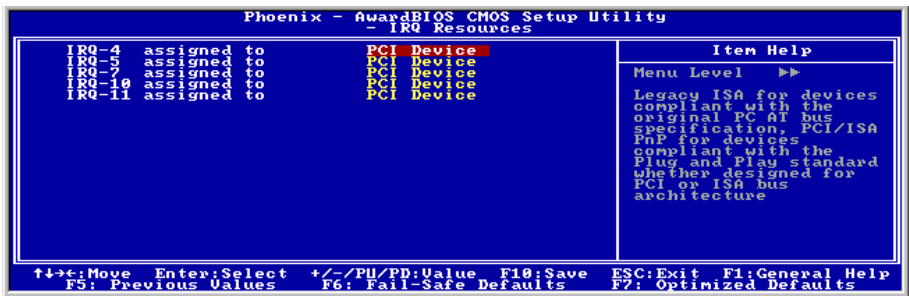 Phoenix - AwardBIOS CMOS Setup Utility
- IRQ Resources
IRQ-4 assigned to PCI Device
IRQ-5 assigned to PCI Device
IRQ-7 assigned to PCI Device
IRQ-10 assigned to PCI Device
IRQ-11 assigned to PCI Device
Item Help
Menu Level ▶▶
Legacy ISA for devices
compliant with the
original PC AT bus
specification, PCI/ISA
PnP for devices
compliant with the
Plug and Play standard
whether designed for
PCI or ISA bus
architecture
↑↓→←:Move Enter:Select +/-/PU/PD:Value F10:Save ESC:Exit F1:General Help
F5: Previous Values F6: Fail-Safe Defaults F7: Optimized Defaults